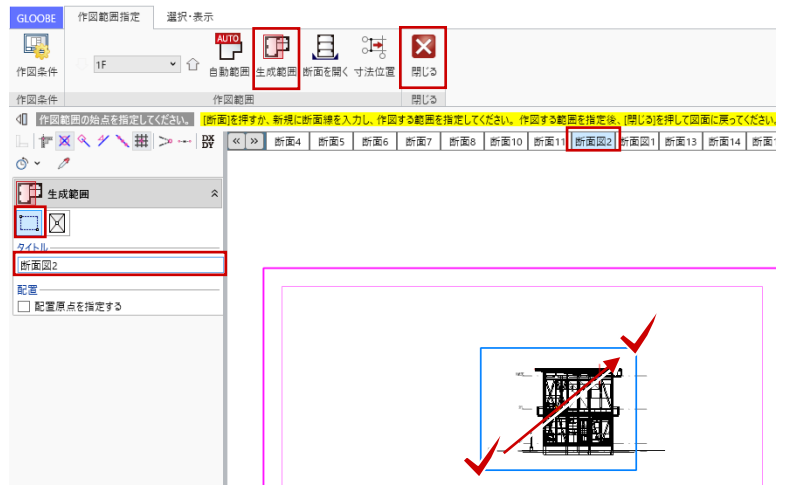 GLOOBE 作図範囲指定 選択・表示
1F
AUTO
作図条件 自動範囲 生成範囲 断面を開く 寸法位置 閉じる
作図条件 作図範囲 閉じる
作図範囲の始点を指定してください。 [断面]を押すか、新規に断面線を入力し、作図する範囲を指定してください。作図する範囲を指定後、[閉じる]を押して図面に戻ってください。
DX
DY
« » 断面4 断面5 断面6 断面7 断面8 断面10 断面11 断面図2 断面図1 断面13 断面14
生成範囲
タイトル
断面図2
配置
配置原点を指定する